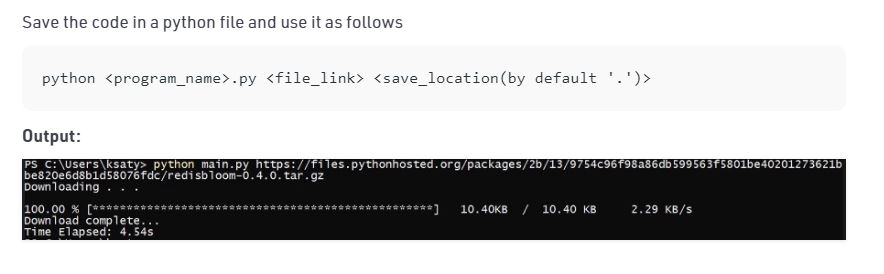 Save the code in a python file and use it as follows
python <program_name>.py <file_link> <save_location(by default '.')>
Output:
PS C:\Users\ksaty> python main.py https://files.pythonhosted.org/packages/2b/13/9754c96f98a86db599563f5801be40201273621b
be820e6d8b1d58076fdc/redisbloom-0.4.0.tar.gz
Downloading . . .
100.00 % [**************************************************] 10.40KB / 10.40 KB 2.29 KB/s
Download complete...
Time Elapsed: 4.54s